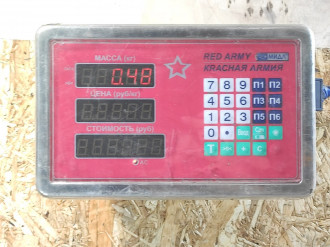 МАССА (кг)
0.48
ЦЕНА (руб/кг)
СТОИМОСТЬ (руб)
RED ARMY МИДЛ
КРАСНАЯ АРМИЯ
7 8 9 П1 П2
4 5 6 П3 П4
1 2 3 П5 П6
0 •
T + C